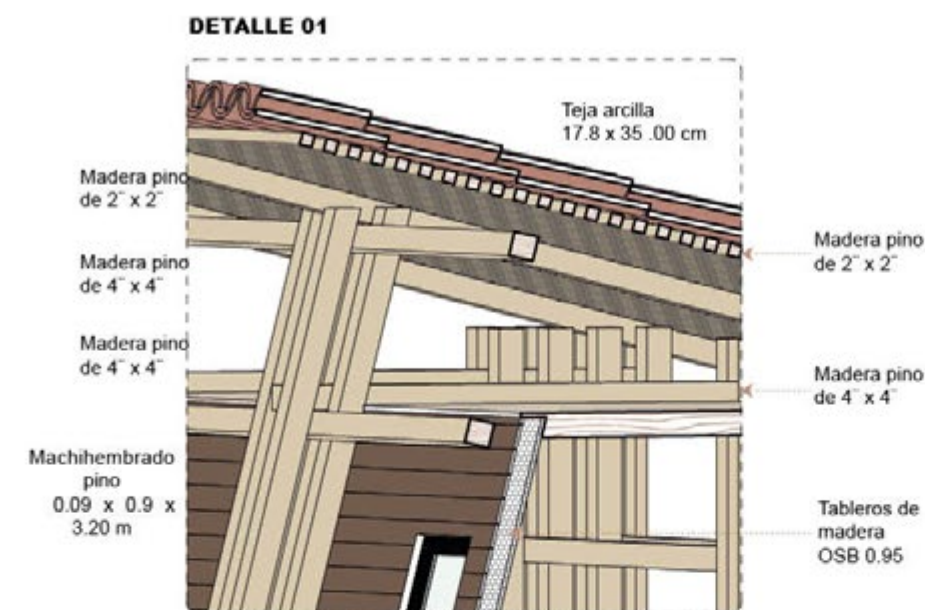 DETALLE 01
Teja arcilla
17.8 x 35 .00 cm
Madera pino
de 2¨ x 2¨
Madera pino
de 4¨ x 4¨
Madera pino
de 4¨ x 4¨
Machihembrado
pino
0.09 x 0.9 x
3.20 m
Madera pino
de 2¨ x 2¨
Madera pino
de 4¨ x 4¨
Tableros de
madera
OSB 0.95